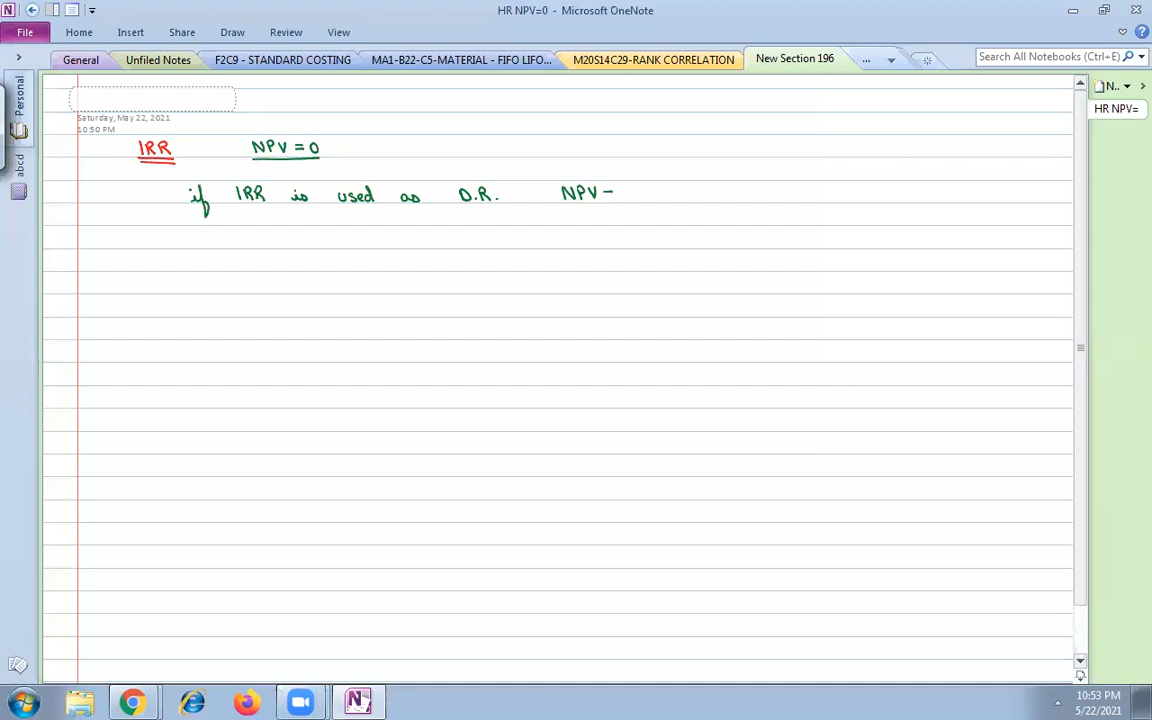 HR NPV=0 - Microsoft OneNote
File Home Insert Share Draw Review View
General Unfiled Notes F2C9 - STANDARD COSTING MA1-B22-C5-MATERIAL - FIFO LIFO... M20S14C29-RANK CORRELATION New Section 196 ... Search All Notebooks (Ctrl+E)
N..
HR NPV=
Personal
abcd
Saturday, May 22, 2021
10:50 PM
IRR NPV = 0
if IRR is used as D.R. NPV -
10:53 PM
5/22/2021